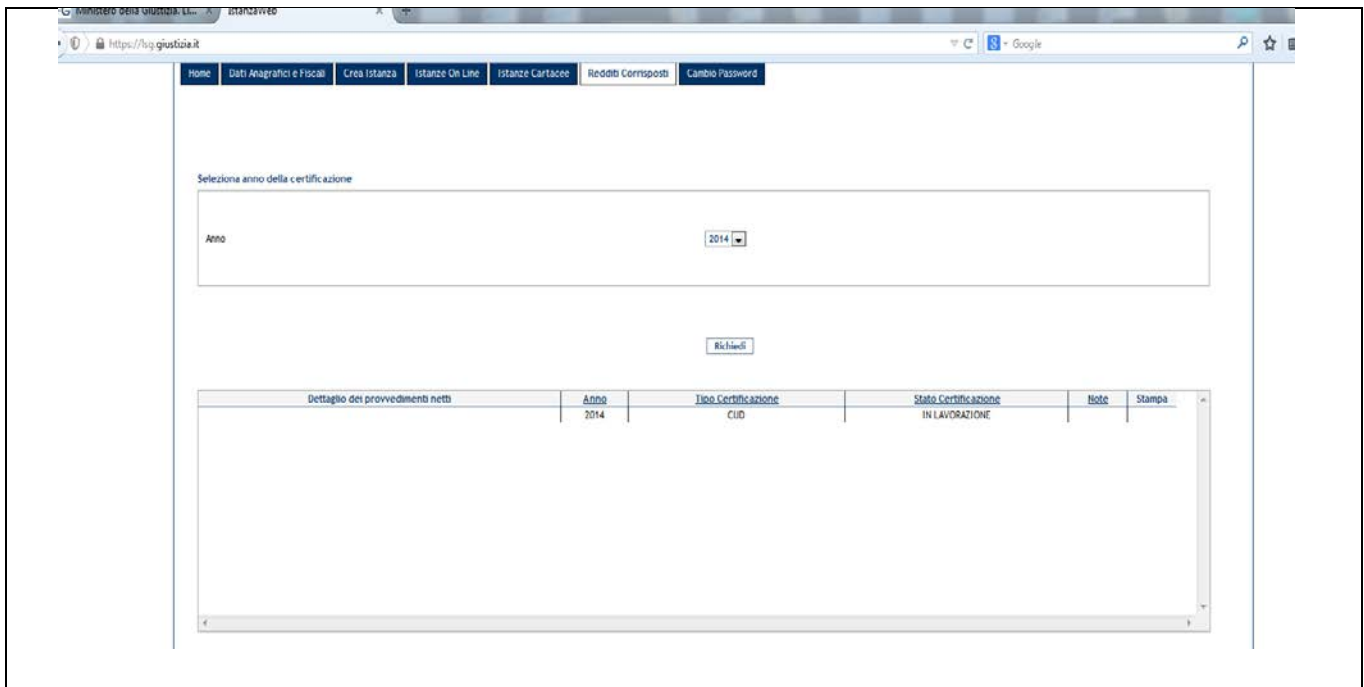 Ministero della Giustizia. Li... x IstanzaWeb x +
https://lsg.giustizia.it Google
Home Dati Anagrafici e Fiscali Crea Istanza Istanze On Line Istanze Cartacee Redditi Corrisposti Cambio Password
Seleziona anno della certificazione
Anno 2014
Richiedi
Dettaglio dei provvedimenti netti Anno Tipo Certificazione Stato Certificazione Note Stampa
2014 CUD IN LAVORAZIONE